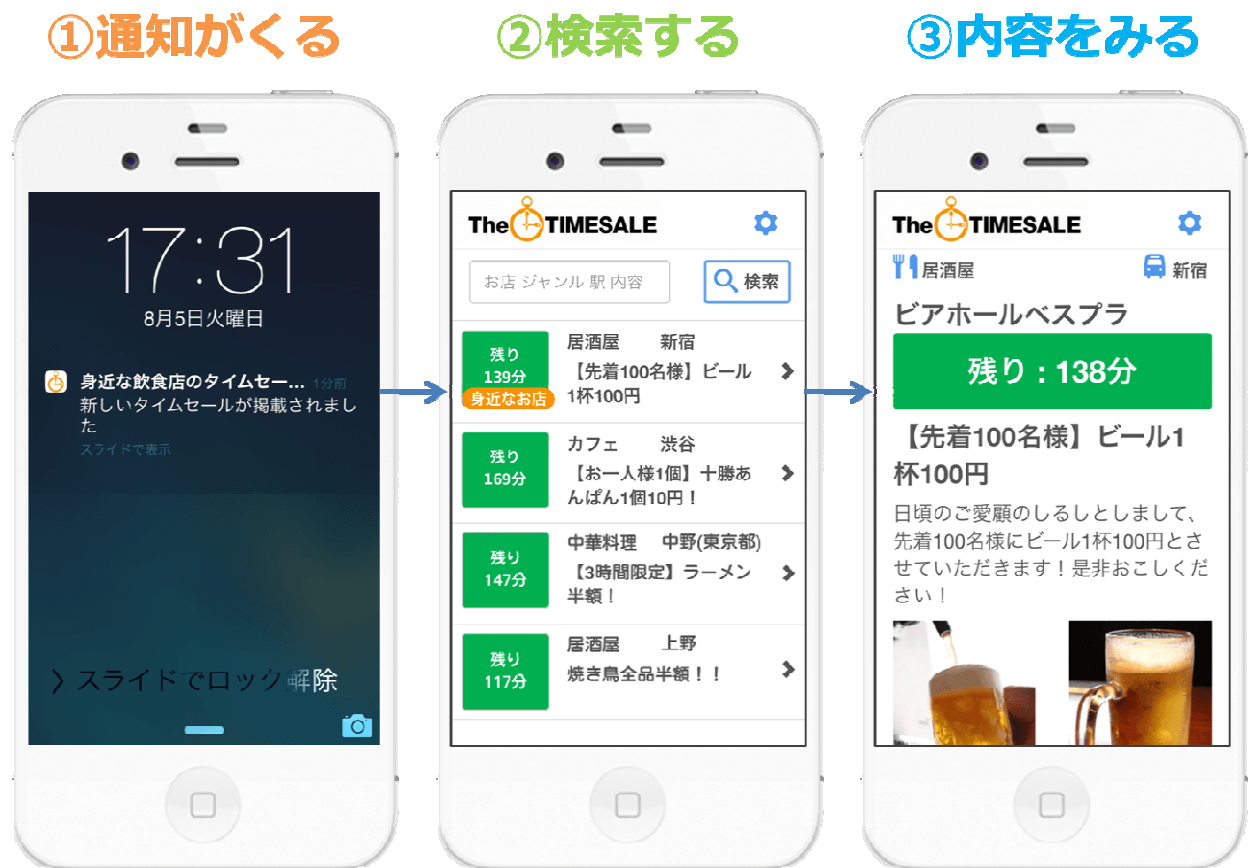 ①通知がくる
②検索する
③内容をみる
17:31
8月5日火曜日
身近な飲食店のタイムセー... 1分前
新しいタイムセールが掲載されまし
た
スライドで表示
スライドでロック解除
The TIMESALE
お店 ジャンル 駅 内容
検索
残り
139分
身近なお店
居酒屋 新宿
【先着100名様】ビール
1杯100円
残り
169分
カフェ 渋谷
【お一人様1個】十勝あ
んぱん1個10円！
残り
147分
中華料理 中野(東京都)
【3時間限定】ラーメン
半額！
残り
117分
居酒屋 上野
焼き鳥全品半額！！
The TIMESALE
居酒屋 新宿
ビアホールベスプラ
残り：138分
【先着100名様】ビール1
杯100円
日頃のご愛顧のしるしとしまして、
先着100名様にビール1杯100円とさ
せていただきます！是非おこしくだ
さい！